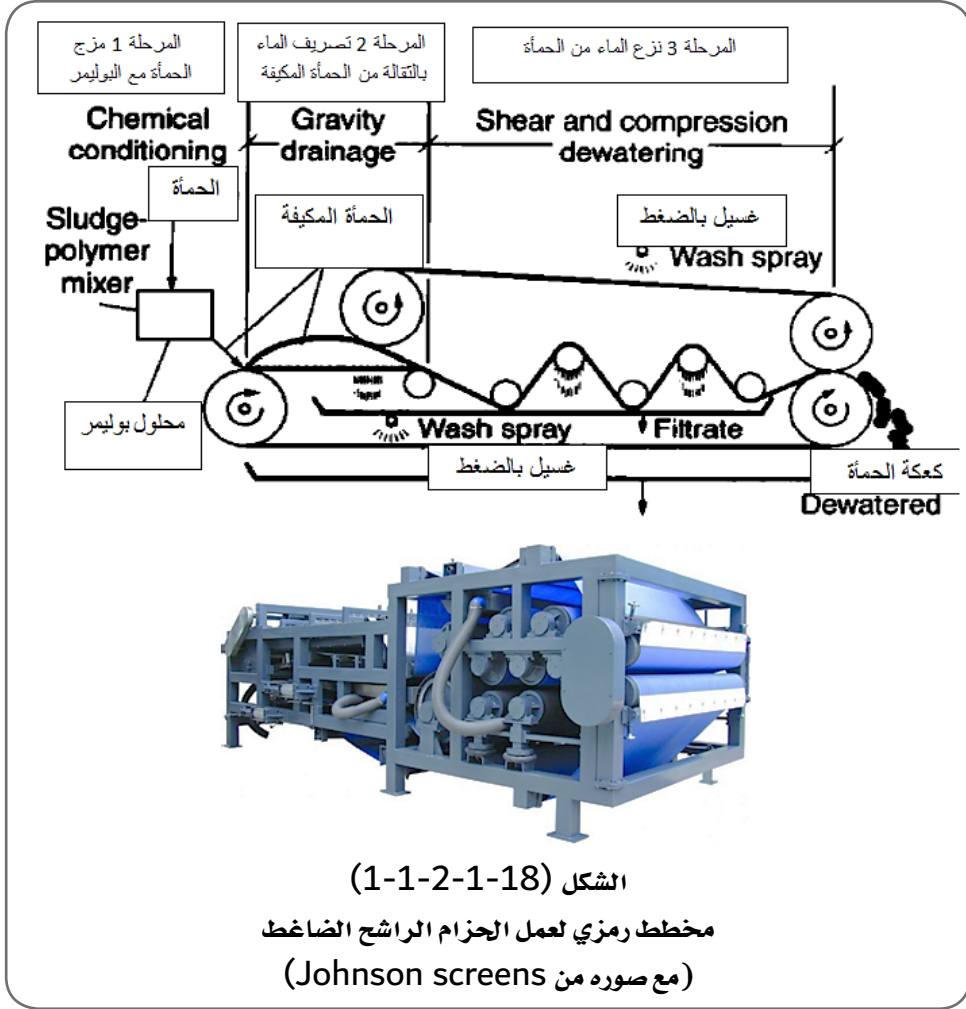 المرحلة 1 مزج
الحمأة مع البوليمر
المرحلة 2 تصريف الماء
بالثقالة من الحمأة المكيفة
المرحلة 3 نزع الماء من الحمأة
Chemical
conditioning
Gravity
drainage
Shear and compression
dewatering
الحمأة
الحمأة المكيفة
غسيل بالضغط
Sludge-
polymer
mixer
Wash spray
محلول بوليمر
Wash spray
Filtrate
غسيل بالضغط
كعكة الحمأة
Dewatered
الشكل (18-1-2-1-1)
مخطط رمزي لعمل الحزام الراشح الضاغط
(مع صوره من Johnson screens)